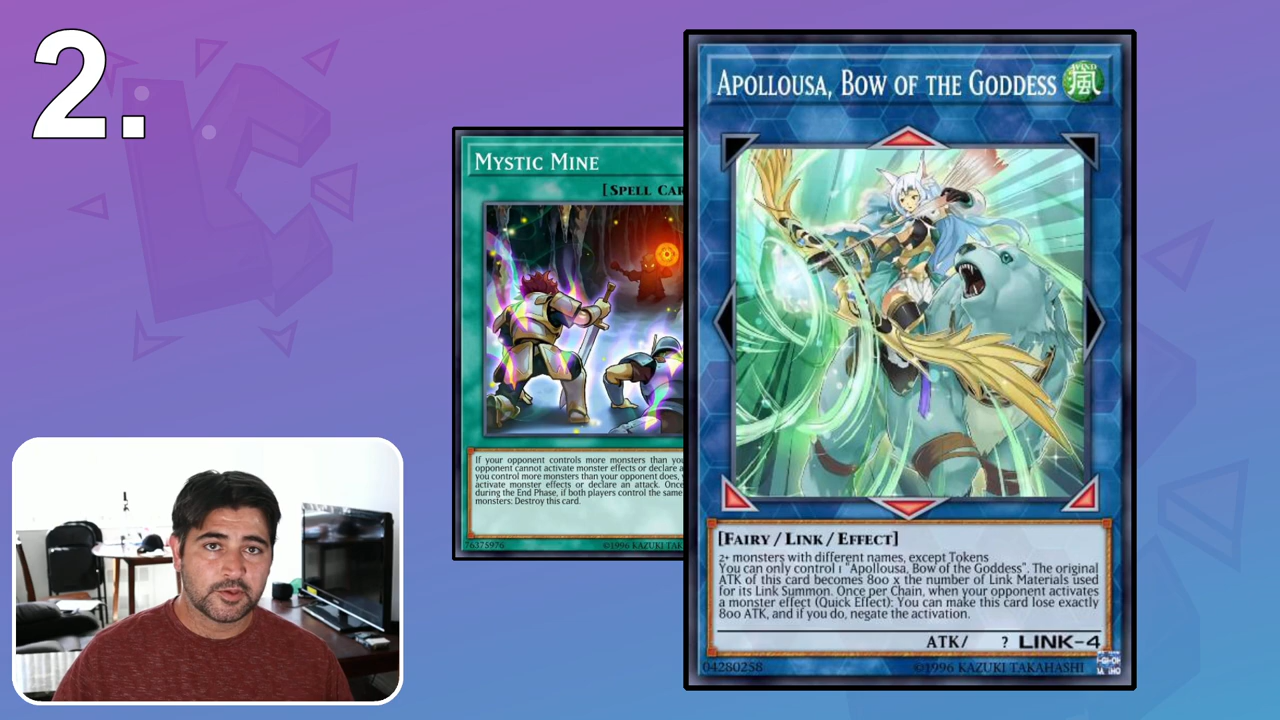 2.
MYSTIC MINE
[SPELL CAR
If your opponent controls more monsters than you
opponent cannot activate monster effects or declare a
you control more monsters than your opponent does,
activate monster effects or declare an attack. Once
during the End Phase, if both players control the same
monsters: Destroy this card.
76375976
©1996 KAZUKI TAK
APOLLOUSA, BOW OF THE GODDESS
WIND
嵐
[FAIRY / LINK / EFFECT]
2+ monsters with different names, except Tokens
You can only control 1 "Apollousa, Bow of the Goddess". The original
ATK of this card becomes 800 x the number of Link Materials used
for its Link Summon. Once per Chain, when your opponent activates
a monster effect (Quick Effect): You can make this card lose exactly
800 ATK, and if you do, negate the activation.
ATK/ ? LINK-4
04280258
©1996 KAZUKI TAKAHASHI